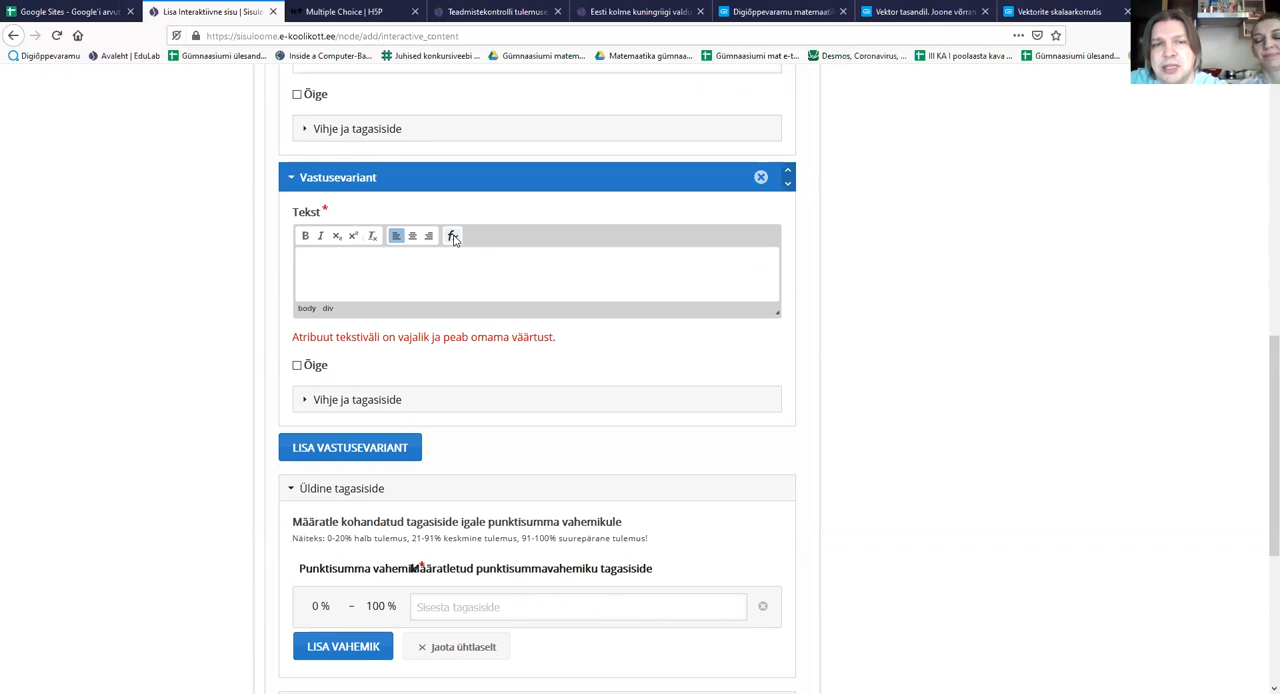 Google Sites - Google'i arvut
Lisa Interaktiivne sisu | Sisulo
Multiple Choice | H5P
Teadmistekontrolli tulemuse
Eesti kolme kuningriigi valdu
Digiõppevaramu matemaati
Vektor tasandil. Joone võrran
Vektorite skalaarkorrutis
https://sisuloome.e-koolikott.ee/node/add/interactive_content
Digiõppevaramu
Avaleht | EduLab
Gümnaasiumi ülesand...
Inside a Computer-Ba...
Juhised konkursiveebr...
Gümnaasiumi matem...
Matemaatika gümnaa...
Gümnaasiumi mat e-t...
Desmos, Coronavirus, ...
III KA I poolaasta kava ...
Gümnaasiumi ülesand...
Õige
Vihje ja tagasiside
Vastusevariant
Tekst*
body div
Atribuut tekstiväli on vajalik ja peab omama väärtust.
Õige
Vihje ja tagasiside
LISA VASTUSEVARIANT
Üldine tagasiside
Määratle kohandatud tagasiside igale punktisumma vahemikule
Näiteks: 0-20% halb tulemus, 21-91% keskmine tulemus, 91-100% suurepärane tulemus!
Punktisumma vahemik* Määratletud punktisummavahemiku tagasiside
0 % – 100 % Sisesta tagasiside
LISA VAHEMIK
Jaota ühtlaselt